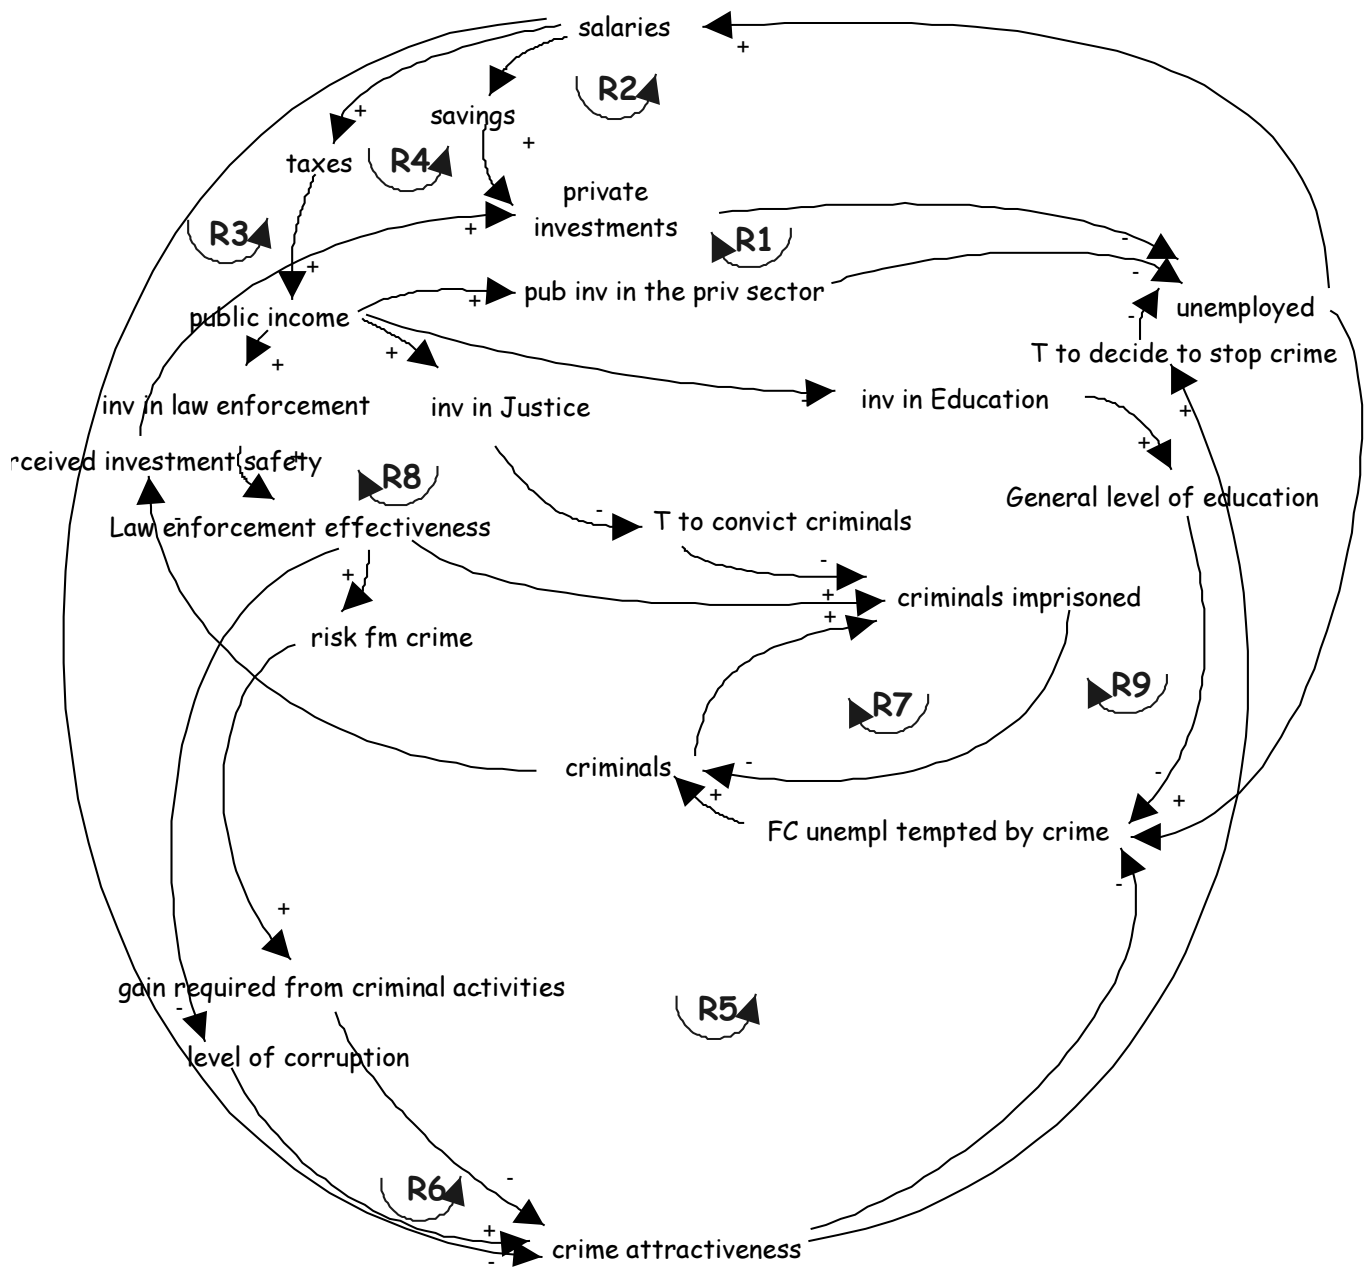 salaries
+
R2
savings
+
+
taxes
R4
private
investments
+
R3
R1
-
-
+
pub inv in the priv sector
+
public income
unemployed
-
+
+
T to decide to stop crime
inv in law enforcement
inv in Justice
-
inv in Education
+
+
+
rceived investment safety
R8
General level of education
-
-
Law enforcement effectiveness
T to convict criminals
-
+
+
criminals imprisoned
+
risk fm crime
R7
R9
-
criminals
-
+
+
FC unempl tempted by crime
-
+
gain required from criminal activities
-
R5
level of corruption
-
R6
+
crime attractiveness
-